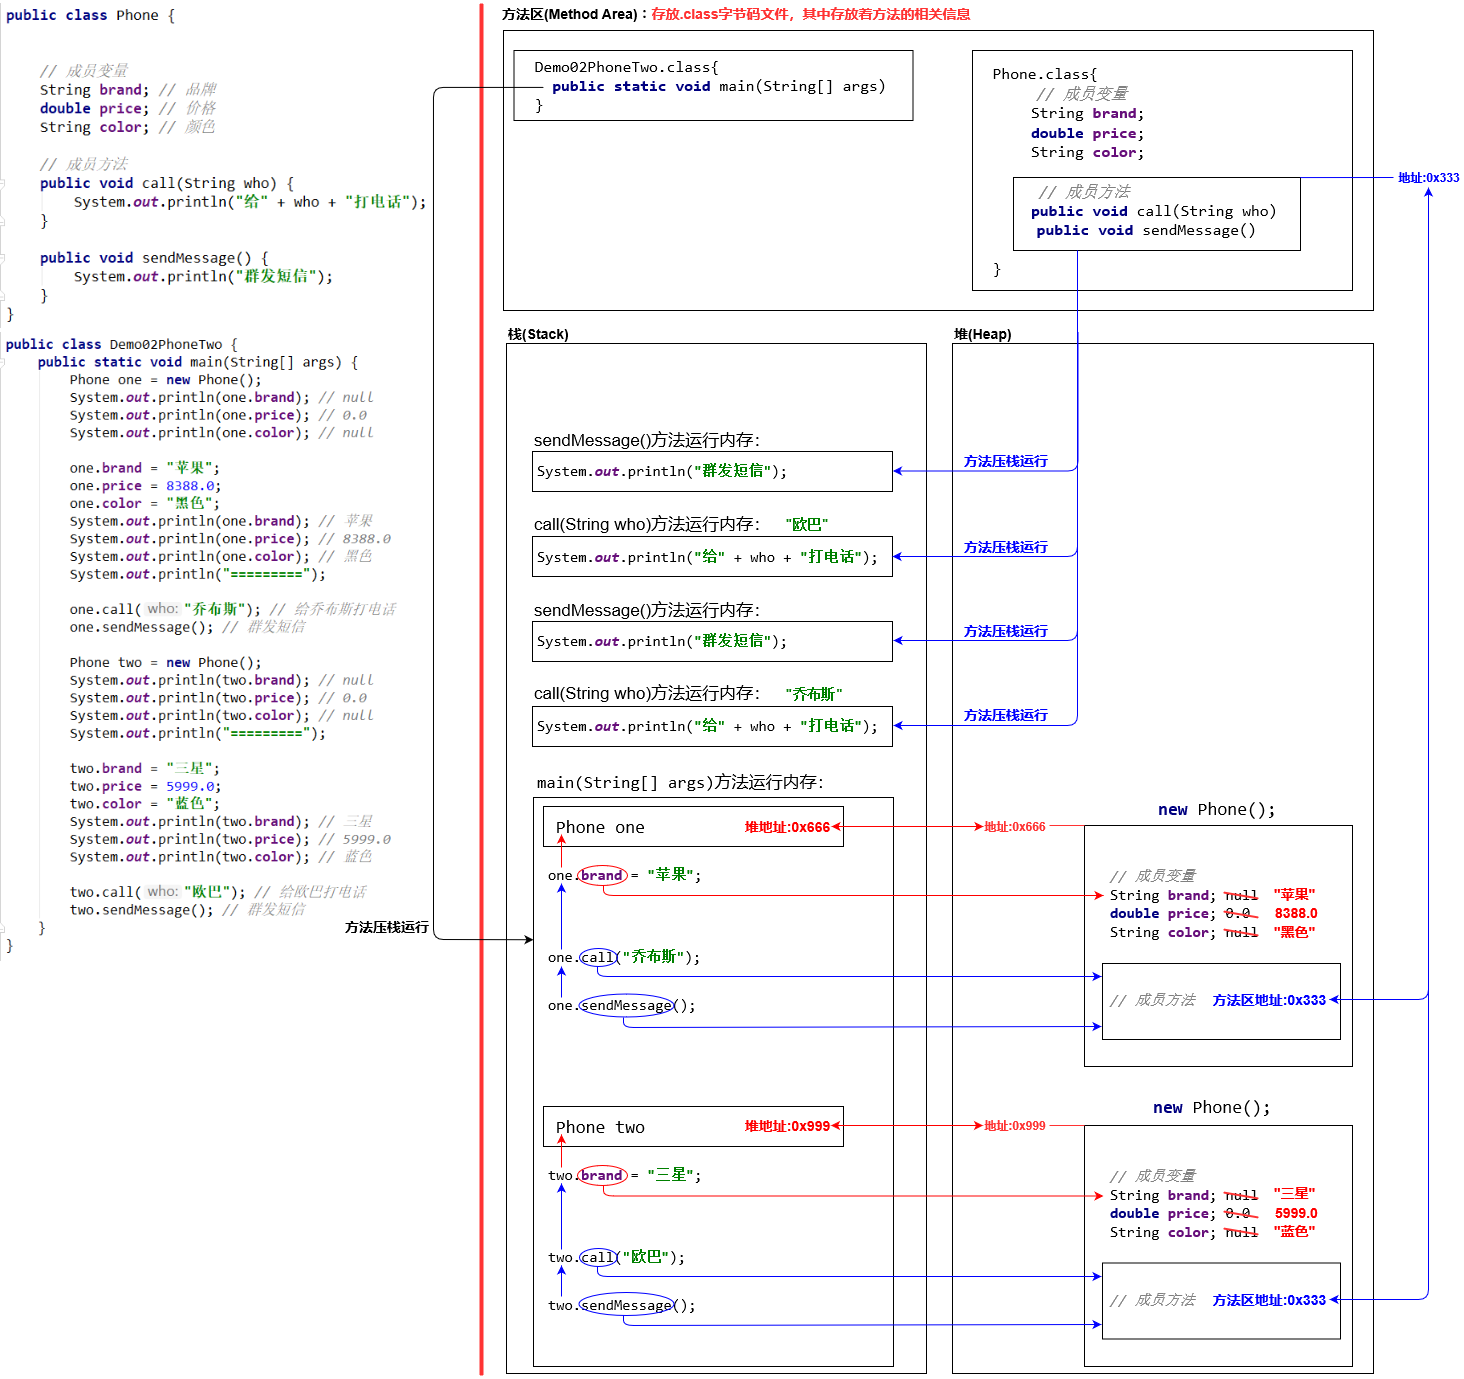 public class Phone {
// 成员变量
String brand; // 品牌
double price; // 价格
String color; // 颜色
// 成员方法
public void call(String who) {
System.out.println("给" + who + "打电话");
}
public void sendMessage() {
System.out.println("群发短信");
}
}
public class Demo02PhoneTwo {
public static void main(String[] args) {
Phone one = new Phone();
System.out.println(one.brand); // null
System.out.println(one.price); // 0.0
System.out.println(one.color); // null
one.brand = "苹果";
one.price = 8388.0;
one.color = "黑色";
System.out.println(one.brand); // 苹果
System.out.println(one.price); // 8388.0
System.out.println(one.color); // 黑色
System.out.println("=========");
one.call( who: "乔布斯"); // 给乔布斯打电话
one.sendMessage(); // 群发短信
Phone two = new Phone();
System.out.println(two.brand); // null
System.out.println(two.price); // 0.0
System.out.println(two.color); // null
System.out.println("=========");
two.brand = "三星";
two.price = 5999.0;
two.color = "蓝色";
System.out.println(two.brand); // 三星
System.out.println(two.price); // 5999.0
System.out.println(two.color); // 蓝色
two.call( who: "欧巴"); // 给欧巴打电话
two.sendMessage(); // 群发短信
}
}
方法压栈运行
方法区(Method Area)：存放.class字节码文件，其中存放着方法的相关信息
Demo02PhoneTwo.class{
public static void main(String[] args)
}
Phone.class{
// 成员变量
String brand;
double price;
String color;
// 成员方法
public void call(String who)
public void sendMessage()
}
地址:0x333
栈(Stack)
sendMessage()方法运行内存：
System.out.println("群发短信");
方法压栈运行
call(String who)方法运行内存： "欧巴"
System.out.println("给" + who + "打电话");
方法压栈运行
sendMessage()方法运行内存：
System.out.println("群发短信");
方法压栈运行
call(String who)方法运行内存： "乔布斯"
System.out.println("给" + who + "打电话");
方法压栈运行
main(String[] args)方法运行内存：
Phone one 堆地址:0x666
one.brand = "苹果";
one.call("乔布斯");
one.sendMessage();
Phone two 堆地址:0x999
two.brand = "三星";
two.call("欧巴");
two.sendMessage();
堆(Heap)
new Phone();
地址:0x666
// 成员变量
String brand; null "苹果"
double price; 0.0 8388.0
String color; null "黑色"
// 成员方法 方法区地址:0x333
new Phone();
地址:0x999
// 成员变量
String brand; null "三星"
double price; 0.0 5999.0
String color; null "蓝色"
// 成员方法 方法区地址:0x333